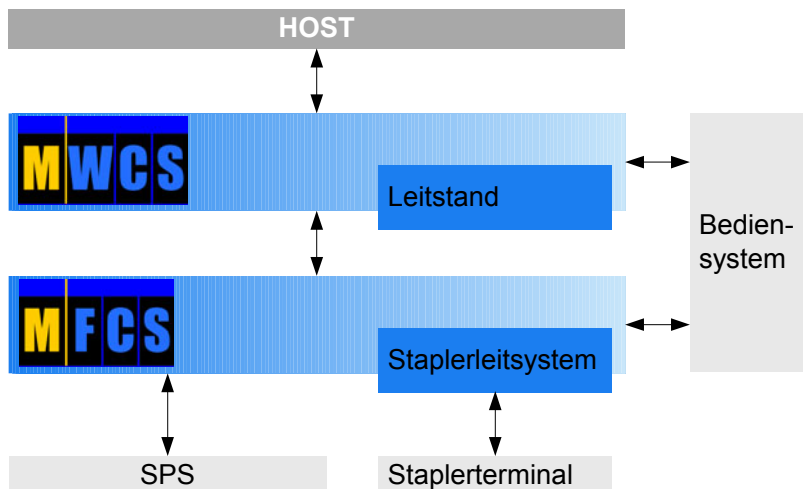 HOST
MWCS
Leitstand
Bedien-
system
MFCS
Staplerleitsystem
SPS
Staplerterminal